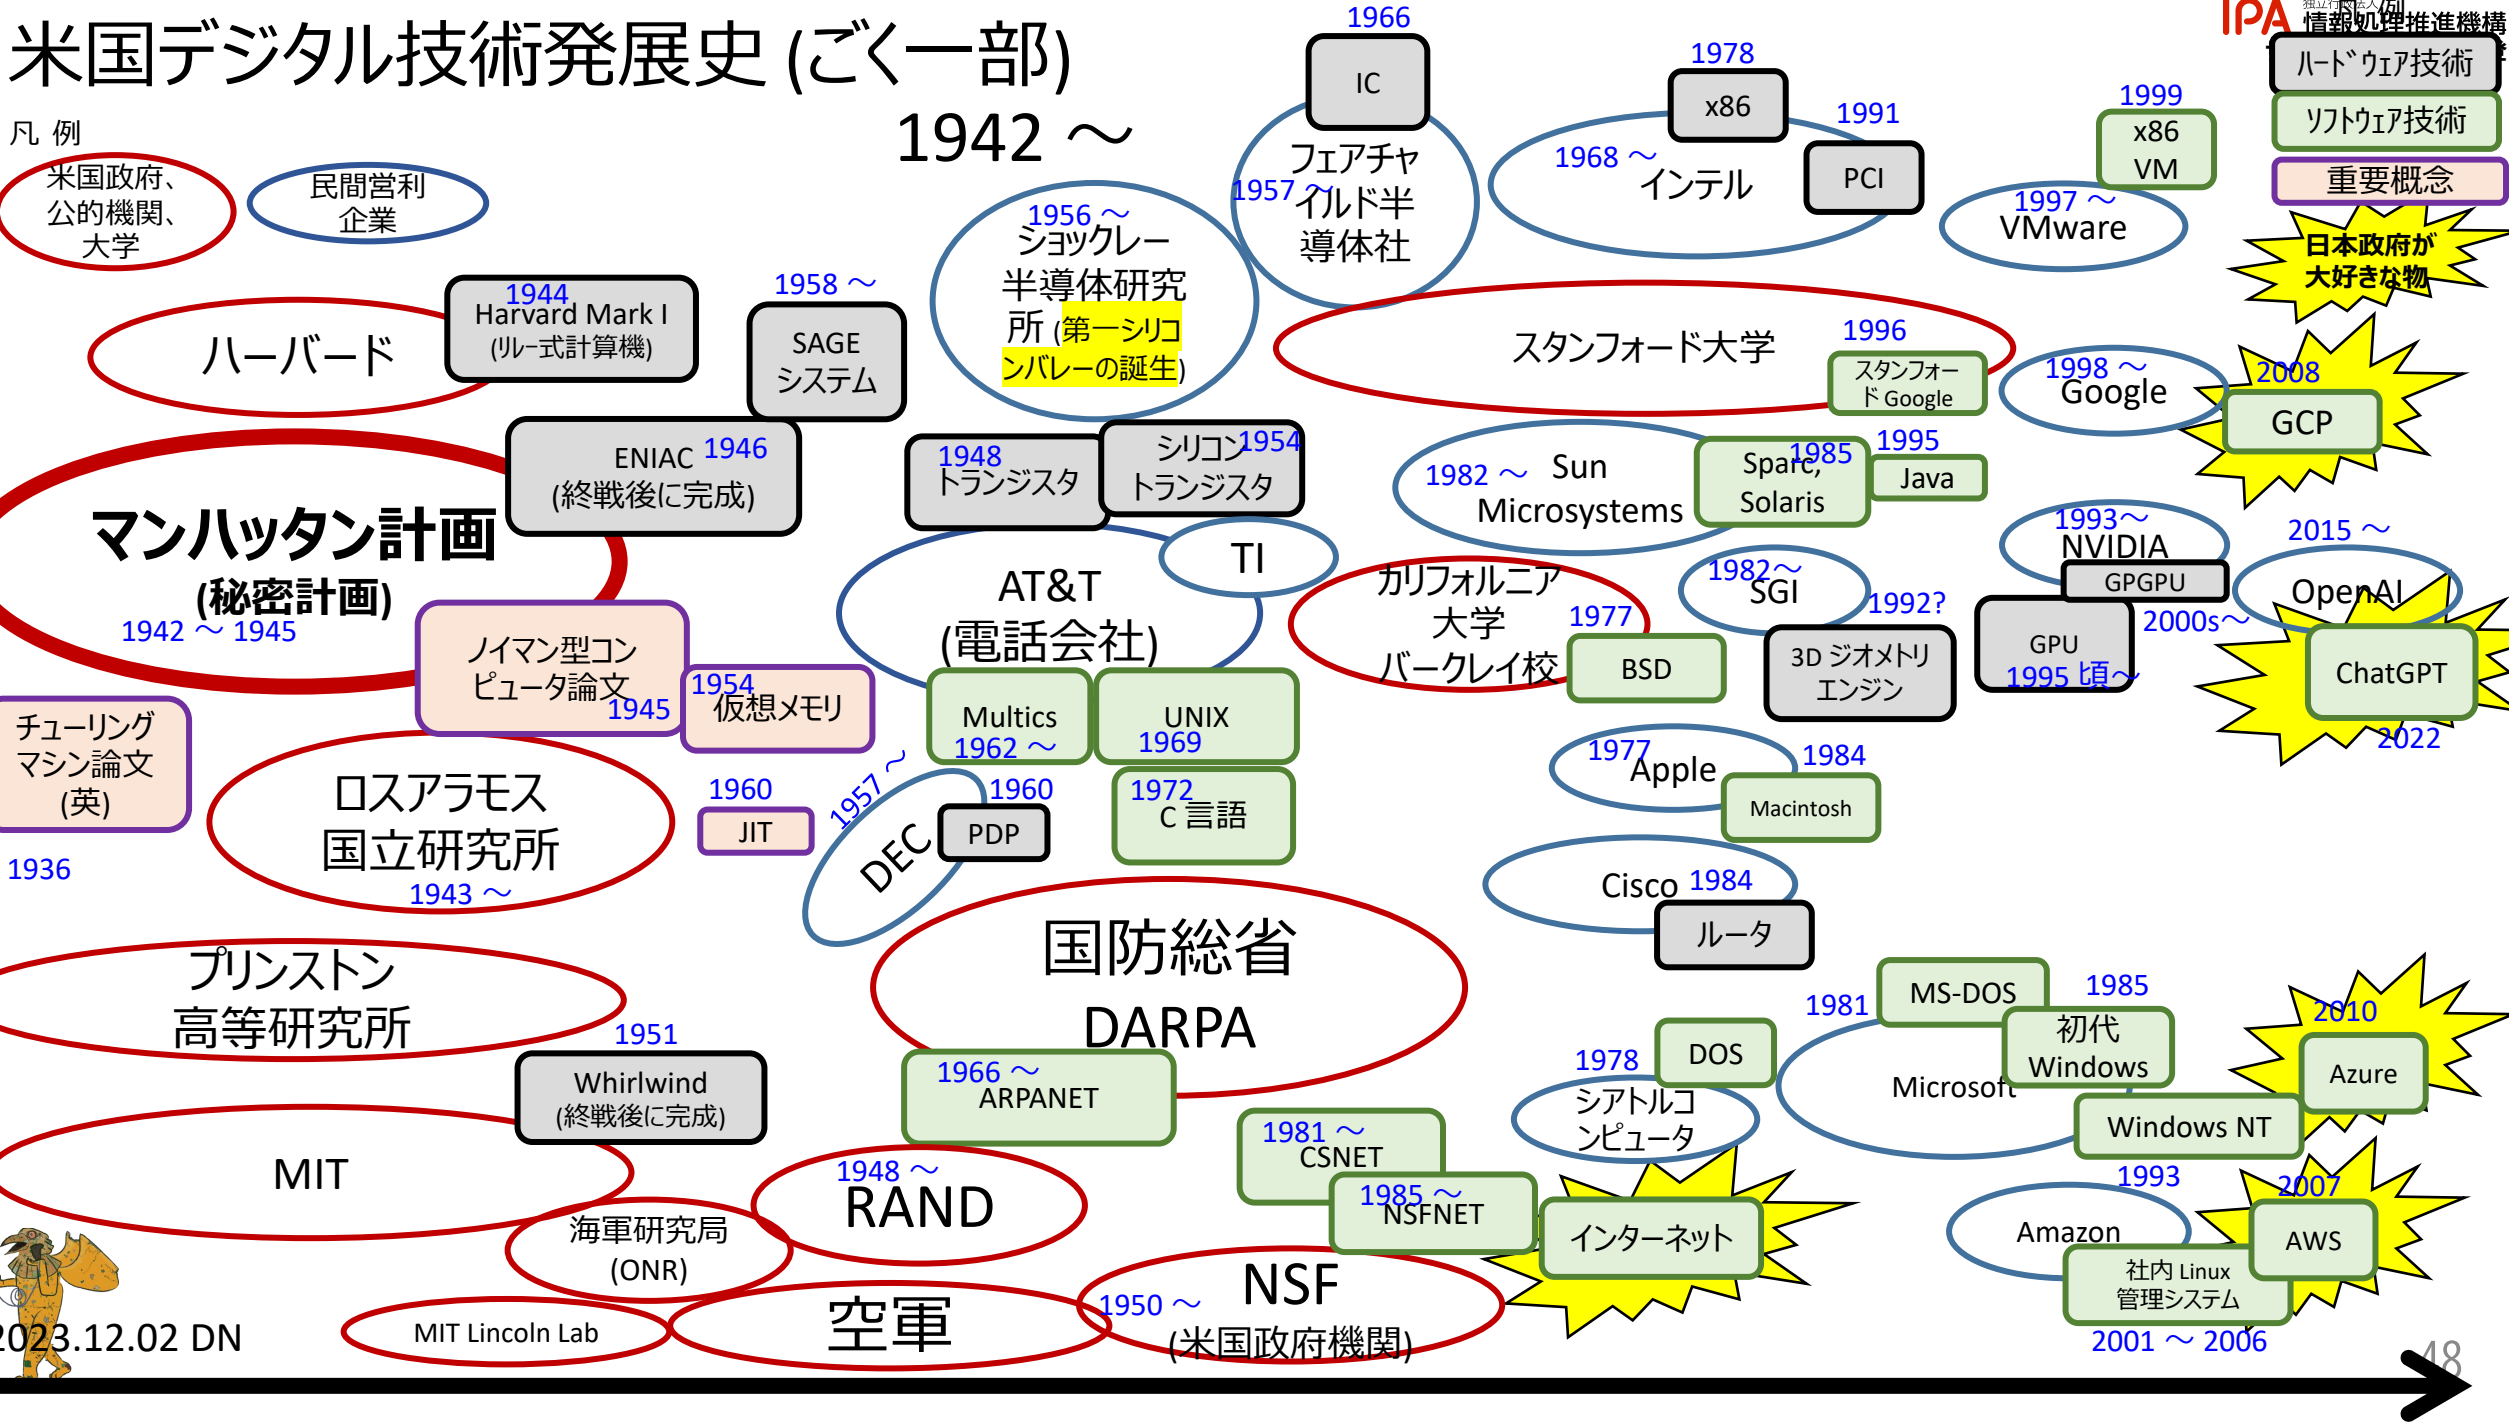 米国デジタル技術発展史 (ごく一部)
1942 ～
独立行政法人
IPA 情報処理推進機構
凡 例
ハードウェア技術
ソフトウェア技術
重要概念
日本政府が
大好きな物
凡 例
米国政府、
公的機関、
大学
民間営利
企業
ハーバード
1944
Harvard Mark I
(リレー式計算機)
1958 ～
SAGE
システム
ENIAC 1946
(終戦後に完成)
マンハッタン計画
(秘密計画)
1942 ～ 1945
ノイマン型コン
ピュータ論文
1945
1954
仮想メモリ
チューリング
マシン論文
(英)
1936
ロスアラモス
国立研究所
1943 ～
1960
JIT
プリンストン
高等研究所
1951
Whirlwind
(終戦後に完成)
MIT
海軍研究局
(ONR)
MIT Lincoln Lab
空軍
1948 ～
RAND
1956 ～
ショックレー
半導体研究
所 (第一シリコ
ンバレーの誕生)
1966
IC
1957 ～
フェアチャ
イルド半
導体社
1978
x86
1991
PCI
1968 ～
インテル
1999
x86
VM
1997 ～
VMware
スタンフォード大学
1996
スタンフォー
ド Google
1998 ～
Google
2008
GCP
1948
トランジスタ
シリコン
トランジスタ
1954
TI
AT&T
(電話会社)
Multics
1962 ～
UNIX
1969
1972
C 言語
1957 ～
DEC
1960
PDP
1982 ～
Sun
Microsystems
Sparc,
Solaris
1985
1995
Java
カリフォルニア
大学
バークレイ校
1977
BSD
1982～
SGI
1992?
3D ジオメトリ
エンジン
1993～
NVIDIA
GPGPU
2000s～
GPU
1995 頃～
2015 ～
OpenAI
ChatGPT
2022
1977
Apple
1984
Macintosh
Cisco 1984
ルータ
国防総省
DARPA
1966 ～
ARPANET
1981 ～
CSNET
1985 ～
NSFNET
インターネット
1950 ～
NSF
(米国政府機関)
1978
DOS
シアトルコ
ンピュータ
1981
MS-DOS
1985
初代
Windows
Microsoft
Windows NT
1993
2010
Azure
Amazon
社内 Linux
管理システム
2001 ～ 2006
2007
AWS
2023.12.02 DN
48